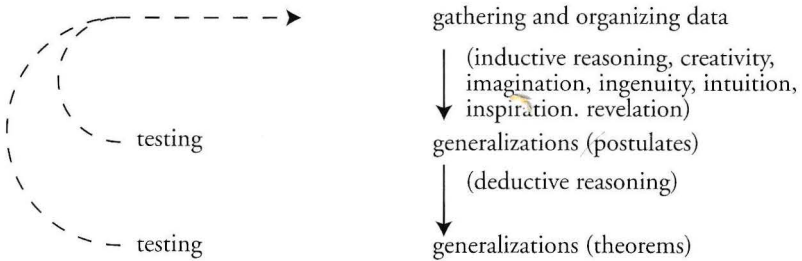 gathering and organizing data
(inductive reasoning, creativity,
imagination, ingenuity, intuition,
inspiration. revelation)
testing
generalizations (postulates)
(deductive reasoning)
testing
generalizations (theorems)